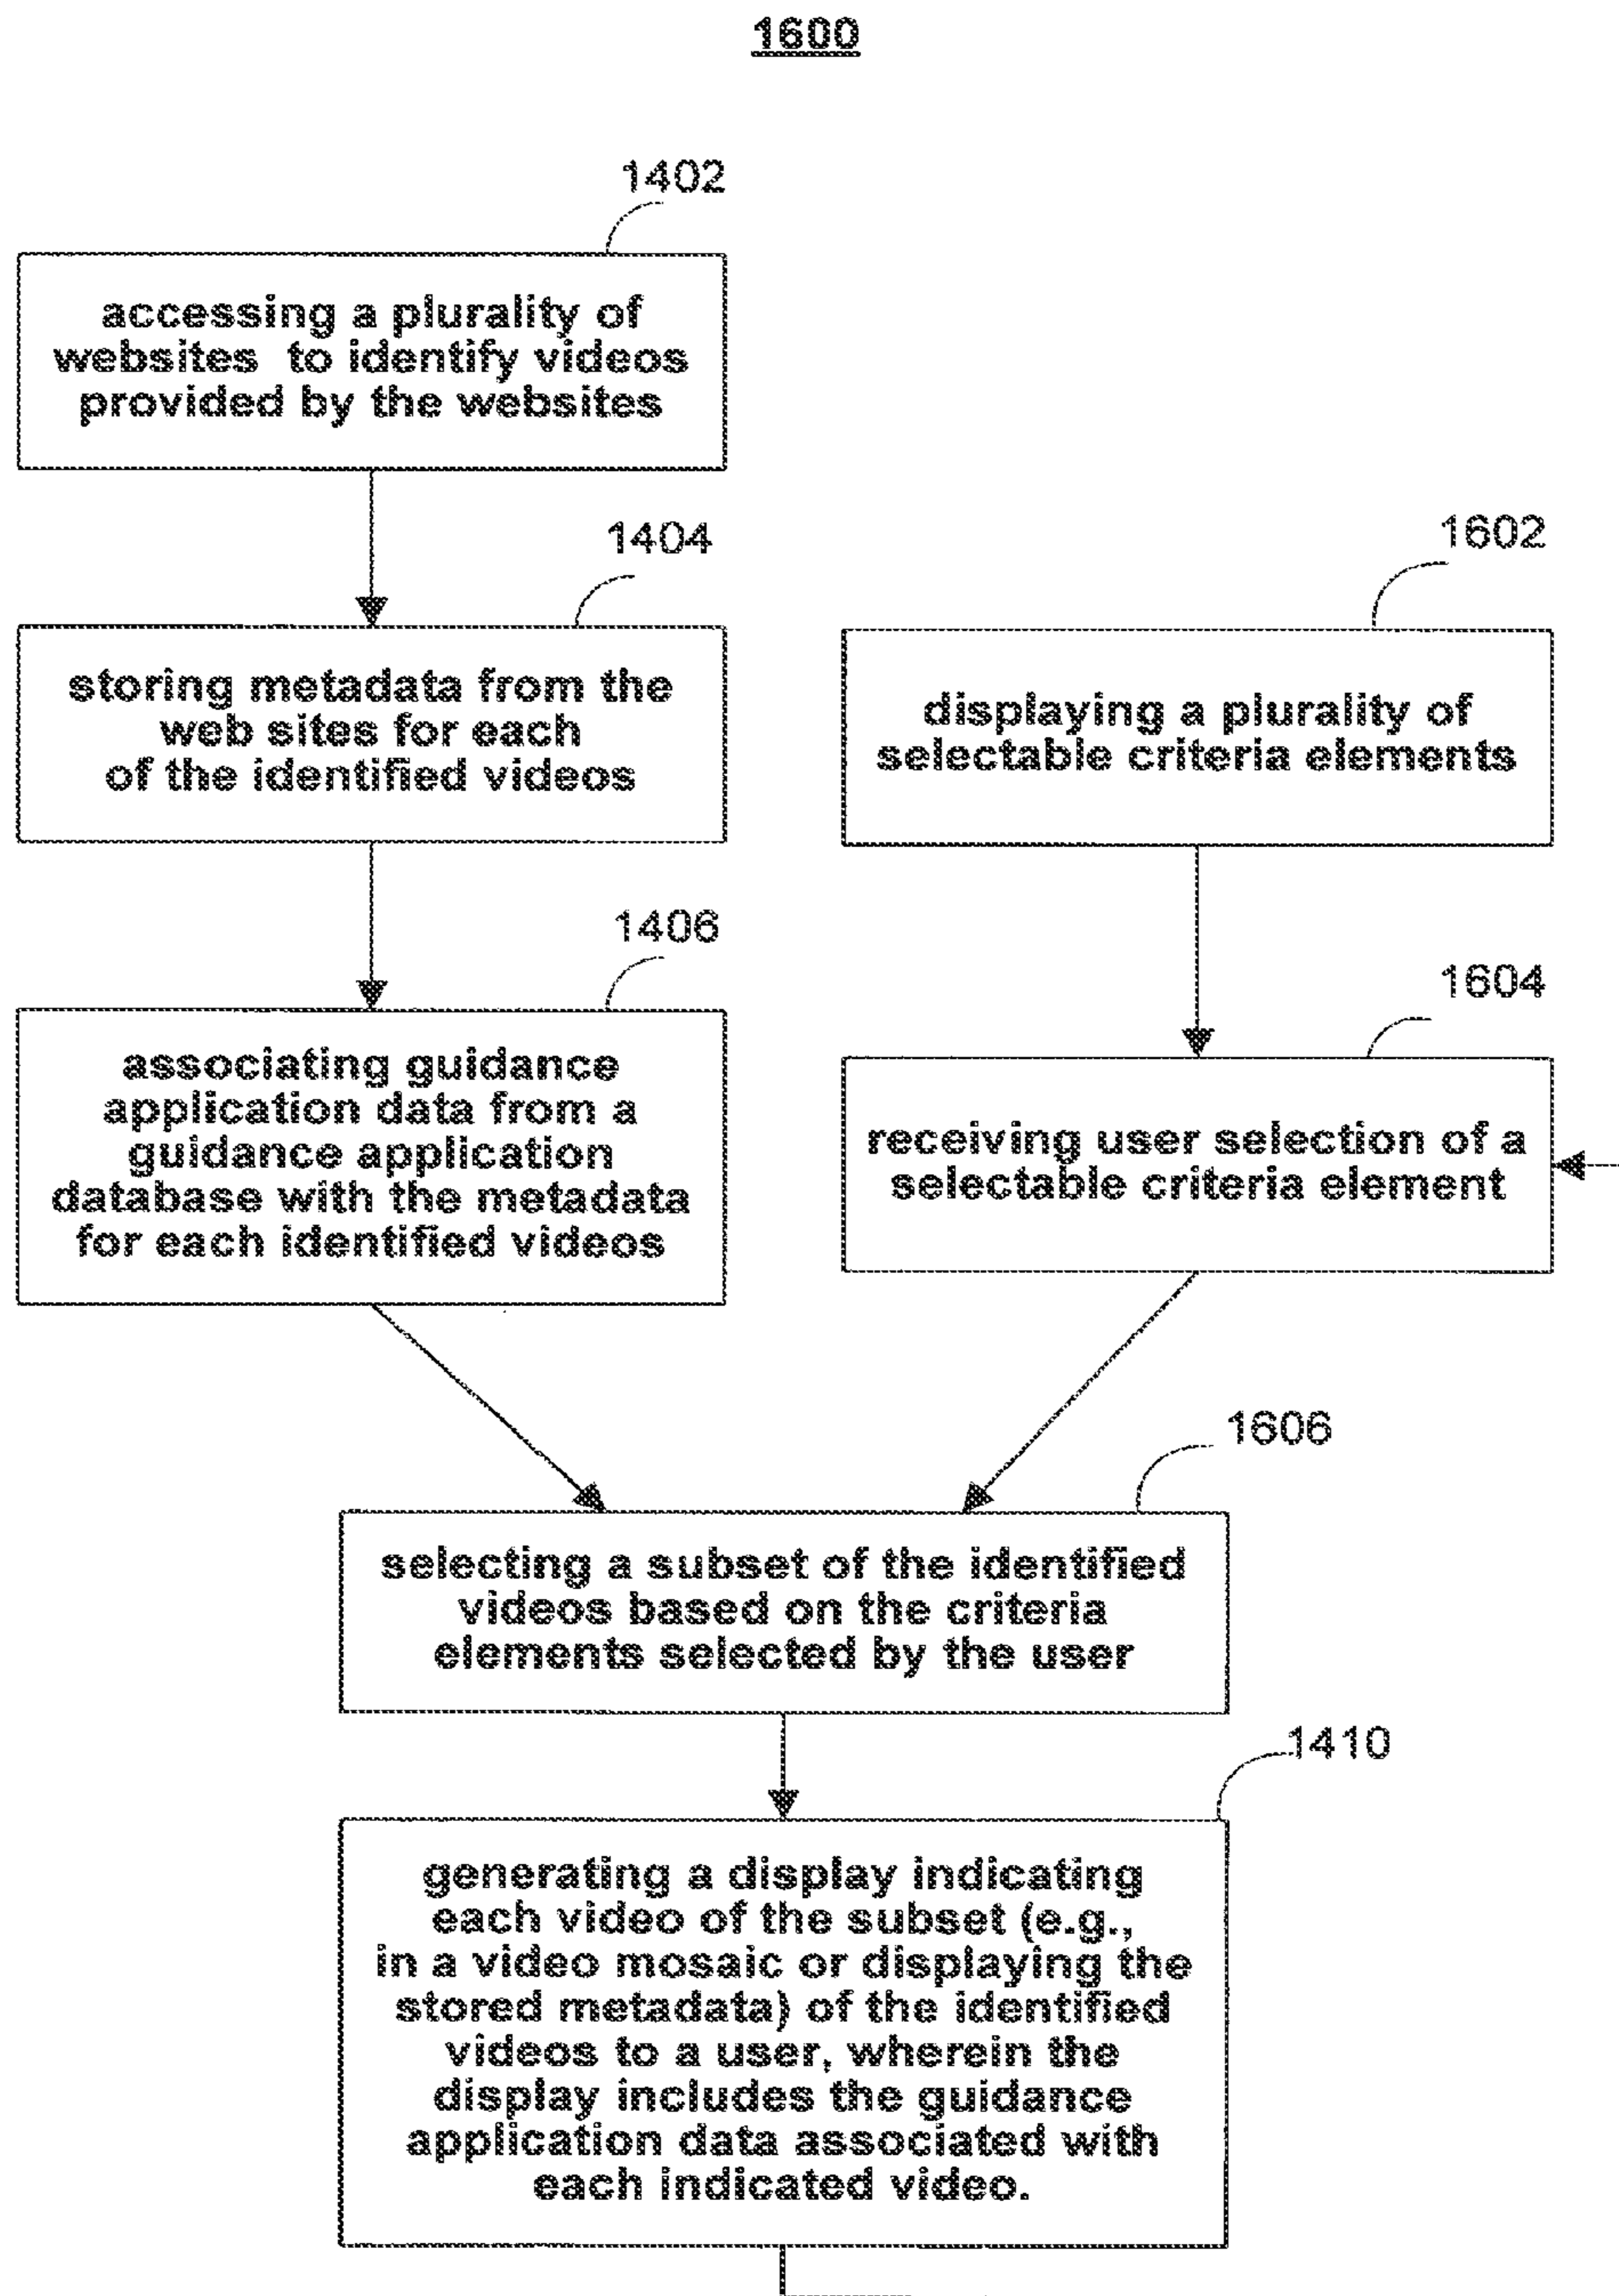 1600
1402
accessing a plurality of
websites to identify videos
provided by the websites
1404
storing metadata from the
web sites for each
of the identified videos
1602
displaying a plurality of
selectable criteria elements
1406
associating guidance
application data from a
guidance application
database with the metadata
for each identified videos
1604
receiving user selection of a
selectable criteria element
1606
selecting a subset of the identified
videos based on the criteria
elements selected by the user
1410
generating a display indicating
each video of the subset (e.g.,
in a video mosaic or displaying the
stored metadata) of the identified
videos to a user, wherein the
display includes the guidance
application data associated with
each indicated video.